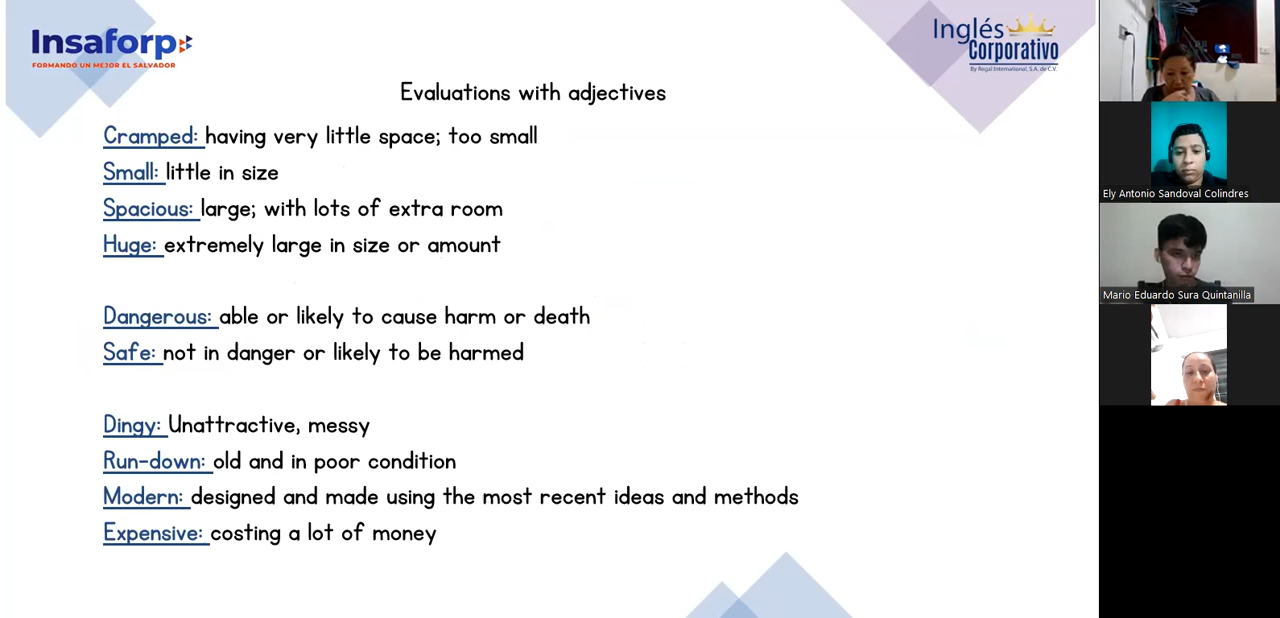 Insaforp
FORMANDO UN MEJOR EL SALVADOR
Inglés
Corporativo
By Regal International, S.A. de C.V.
Evaluations with adjectives
Cramped: having very little space; too small
Small: little in size
Spacious: large; with lots of extra room
Huge: extremely large in size or amount
Dangerous: able or likely to cause harm or death
Safe: not in danger or likely to be harmed
Dingy: Unattractive, messy
Run-down: old and in poor condition
Modern: designed and made using the most recent ideas and methods
Expensive: costing a lot of money
Ely Antonio Sandoval Colindres
Mario Eduardo Sura Quintanilla